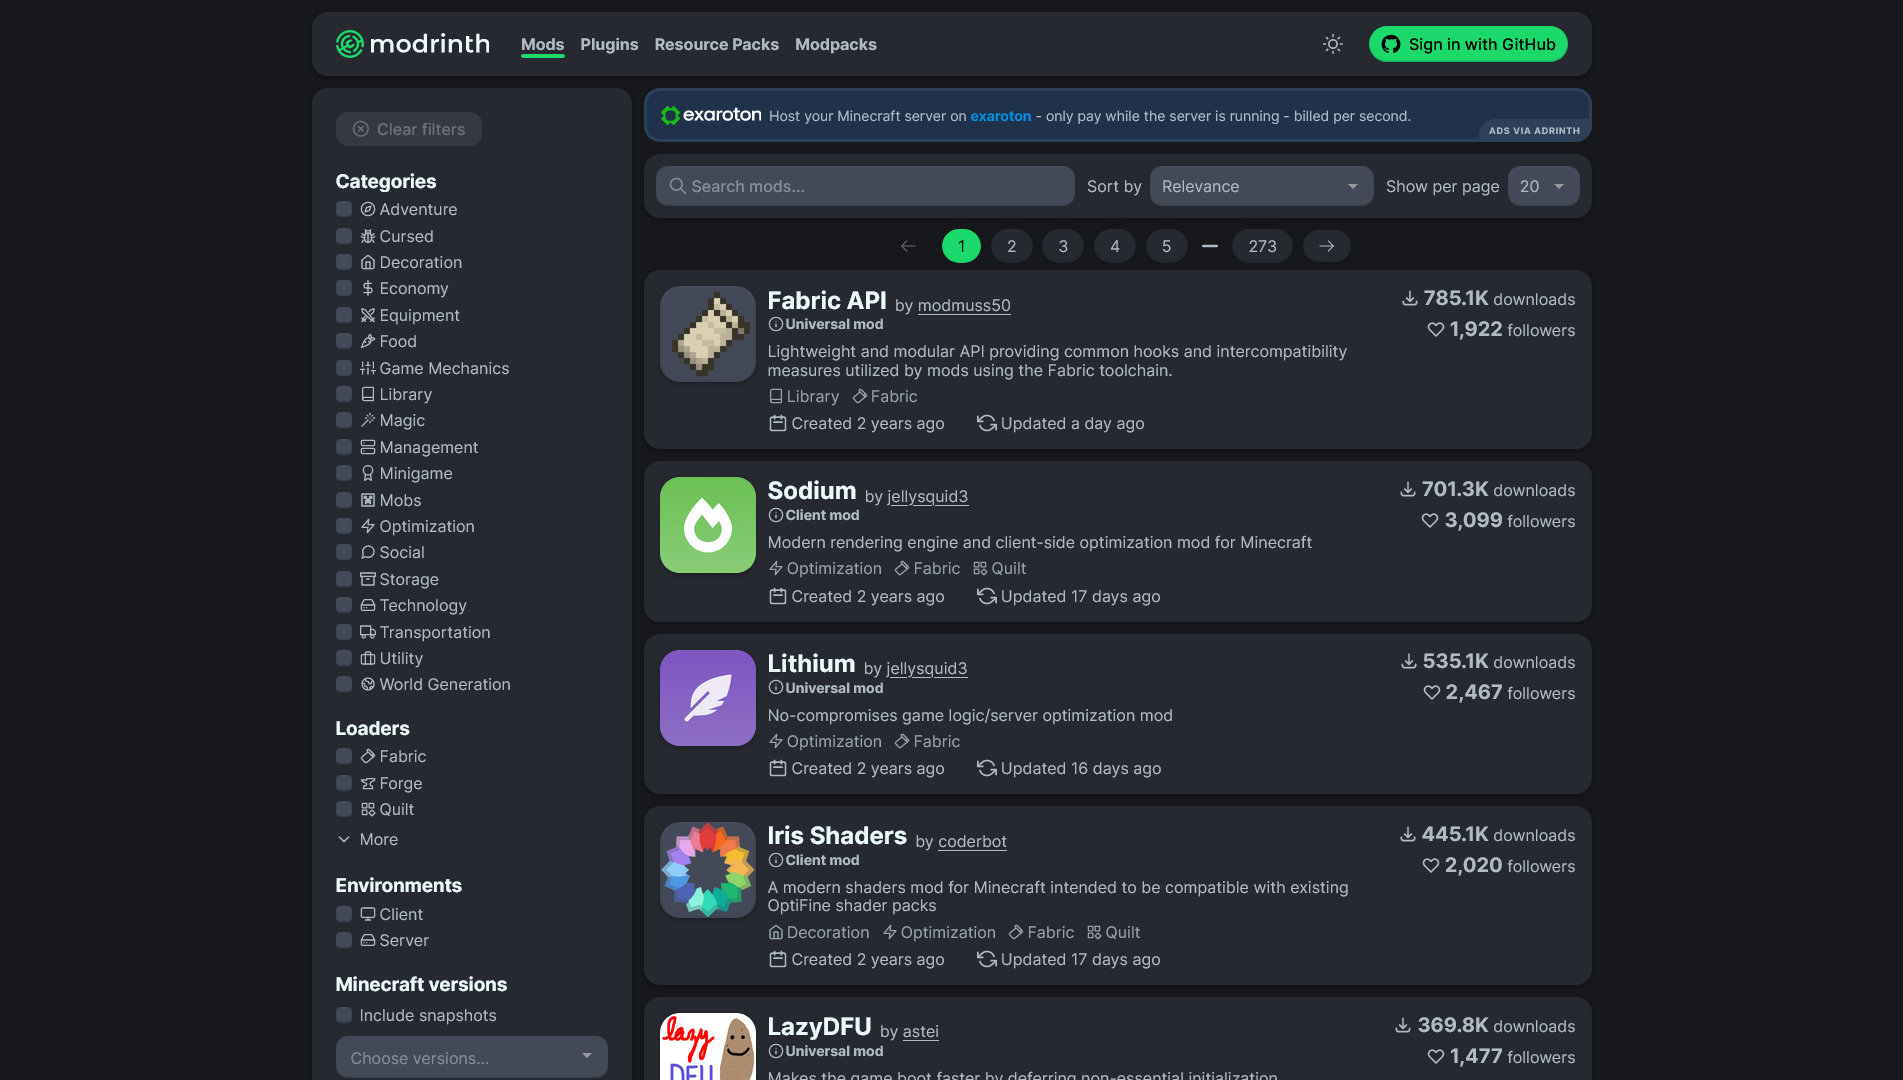 modrinth
Mods
Plugins
Resource Packs
Modpacks
Sign in with GitHub
Clear filters
Categories
Adventure
Cursed
Decoration
Economy
Equipment
Food
Game Mechanics
Library
Magic
Management
Minigame
Mobs
Optimization
Social
Storage
Technology
Transportation
Utility
World Generation
Loaders
Fabric
Forge
Quilt
More
Environments
Client
Server
Minecraft versions
Include snapshots
Choose versions...
exaroton Host your Minecraft server on exaroton - only pay while the server is running - billed per second.
ADS VIA ADRINTH
Search mods...
Sort by
Relevance
Show per page
20
1 2 3 4 5 — 273
Fabric API by modmuss50
Universal mod
Lightweight and modular API providing common hooks and intercompatibility
measures utilized by mods using the Fabric toolchain.
Library Fabric
Created 2 years ago Updated a day ago
785.1K downloads
1,922 followers
Sodium by jellysquid3
Client mod
Modern rendering engine and client-side optimization mod for Minecraft
Optimization Fabric Quilt
Created 2 years ago Updated 17 days ago
701.3K downloads
3,099 followers
Lithium by jellysquid3
Universal mod
No-compromises game logic/server optimization mod
Optimization Fabric
Created 2 years ago Updated 16 days ago
535.1K downloads
2,467 followers
Iris Shaders by coderbot
Client mod
A modern shaders mod for Minecraft intended to be compatible with existing
OptiFine shader packs
Decoration Optimization Fabric Quilt
Created 2 years ago Updated 17 days ago
445.1K downloads
2,020 followers
lazy
DFU
LazyDFU by astei
Universal mod
Makes the game boot faster by deferring non-essential initialization
369.8K downloads
1,477 followers